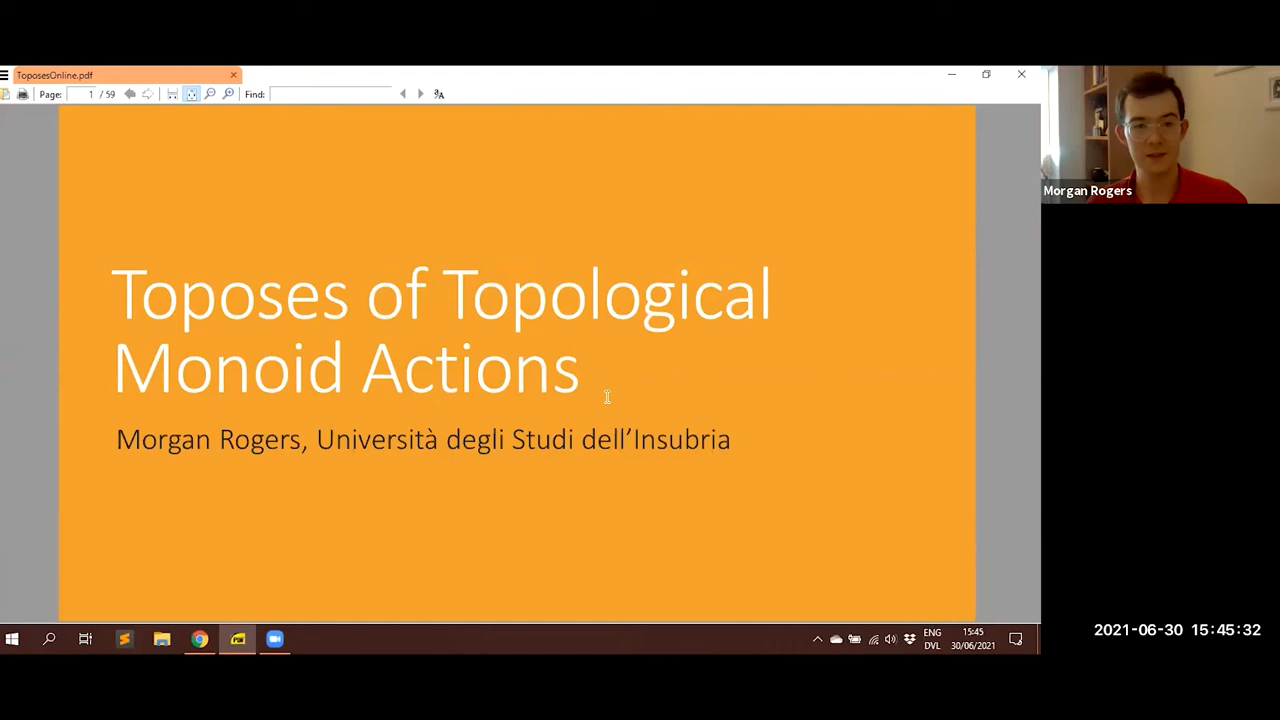 ToposesOnline.pdf
Page: 1 / 59 Find:
Morgan Rogers
Toposes of Topological
Monoid Actions
Morgan Rogers, Università degli Studi dell'Insubria
ENG 15:45
DVL 30/06/2021
2021-06-30 15:45:32